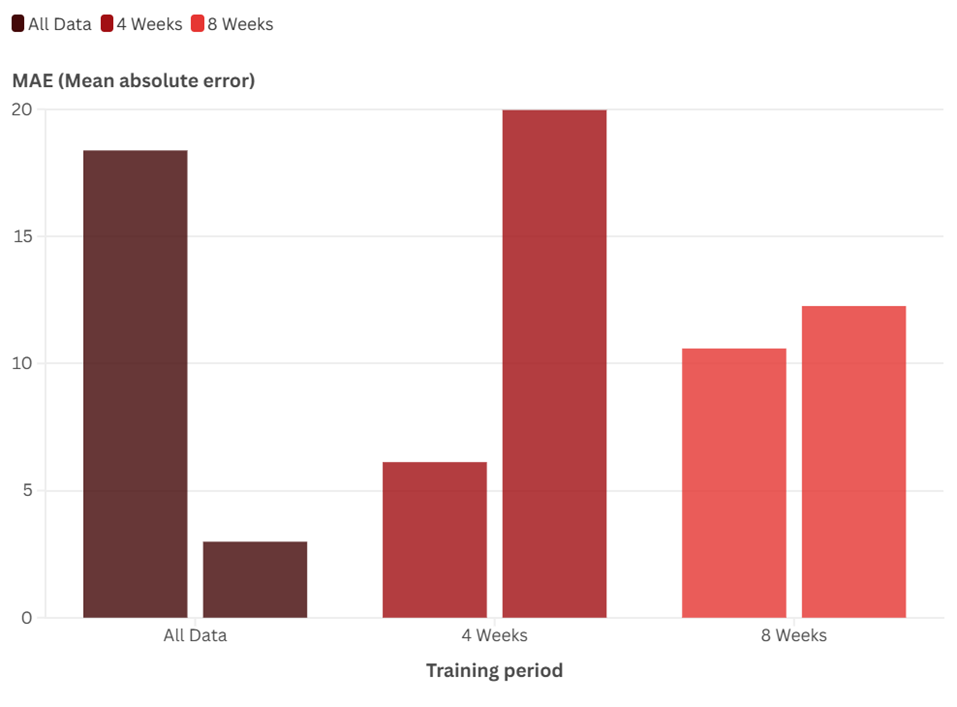 All Data 4 Weeks 8 Weeks
MAE (Mean absolute error)
20
15
10
5
0
All Data 4 Weeks 8 Weeks
Training period